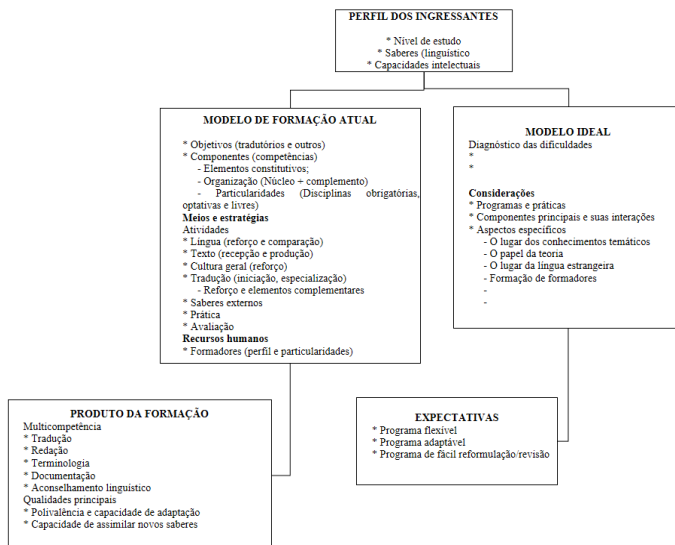 PERFIL DOS INGRESSANTES
* Nível de estudo
* Saberes (linguístico
* Capacidades intelectuais
MODELO DE FORMAÇÃO ATUAL
* Objetivos (tradutórios e outros)
* Componentes (competências)
- Elementos constitutivos;
- Organização (Núcleo + complemento)
- Particularidades (Disciplinas obrigatórias,
optativas e livres)
Meios e estratégias
Atividades
* Língua (reforço e comparação)
* Texto (recepção e produção)
* Cultura geral (reforço)
* Tradução (iniciação, especialização)
- Reforço e elementos complementares
* Saberes externos
* Prática
* Avaliação
Recursos humanos
* Formadores (perfil e particularidades)
MODELO IDEAL
Diagnóstico das dificuldades
*
*
Considerações
* Programas e práticas
* Componentes principais e suas interações
* Aspectos específicos
- O lugar dos conhecimentos temáticos
- O papel da teoria
- O lugar da língua estrangeira
- Formação de formadores
-
-
PRODUTO DA FORMAÇÃO
Multicompetência
* Tradução
* Redação
* Terminologia
* Documentação
* Aconselhamento linguístico
Qualidades principais
* Polivalência e capacidade de adaptação
* Capacidade de assimilar novos saberes
EXPECTATIVAS
* Programa flexível
* Programa adaptável
* Programa de fácil reformulação/revisão